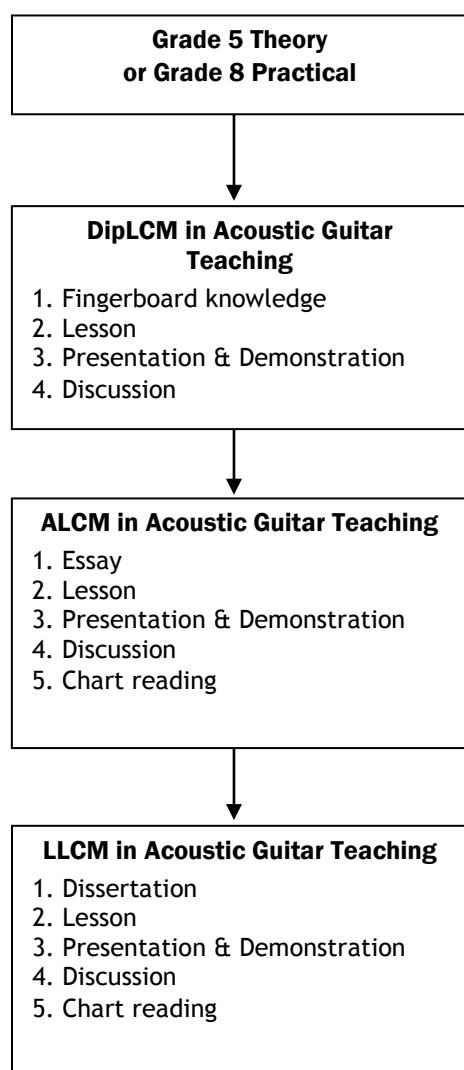 Grade 5 Theory
or Grade 8 Practical
DipLCM in Acoustic Guitar
Teaching
1. Fingerboard knowledge
2. Lesson
3. Presentation & Demonstration
4. Discussion
ALCM in Acoustic Guitar Teaching
1. Essay
2. Lesson
3. Presentation & Demonstration
4. Discussion
5. Chart reading
LLCM in Acoustic Guitar Teaching
1. Dissertation
2. Lesson
3. Presentation & Demonstration
4. Discussion
5. Chart reading